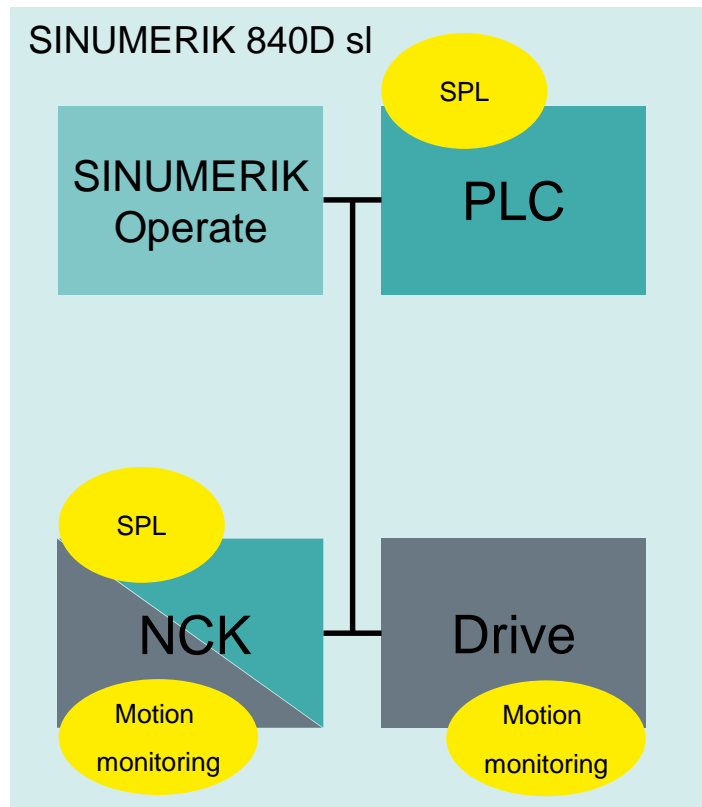 SINUMERIK 840D sl
SPL
SINUMERIK
Operate
PLC
SPL
NCK
Drive
Motion
monitoring
Motion
monitoring